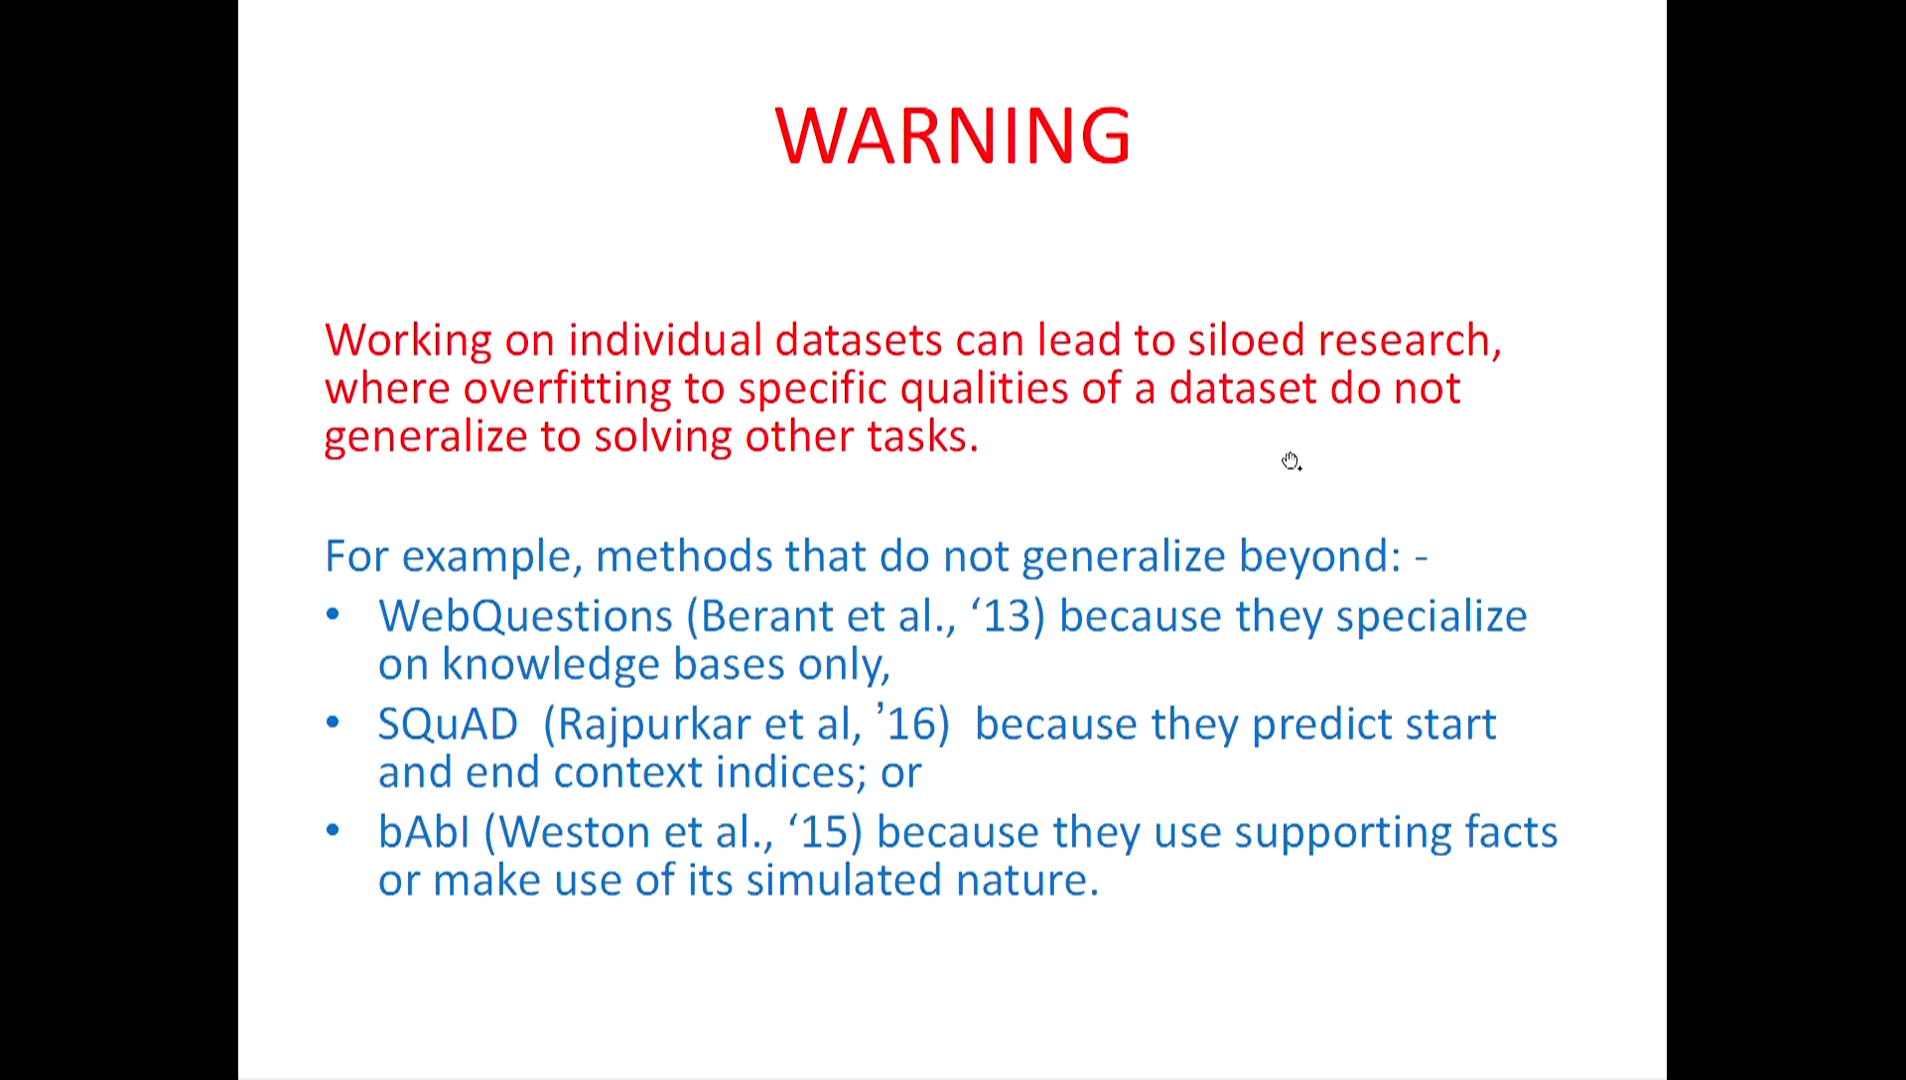 WARNING
Working on individual datasets can lead to siloed research,
where overfitting to specific qualities of a dataset do not
generalize to solving other tasks.
For example, methods that do not generalize beyond: -
• WebQuestions (Berant et al., ‘13) because they specialize
on knowledge bases only,
• SQuAD (Rajpurkar et al, ’16) because they predict start
and end context indices; or
• bAbI (Weston et al., ‘15) because they use supporting facts
or make use of its simulated nature.